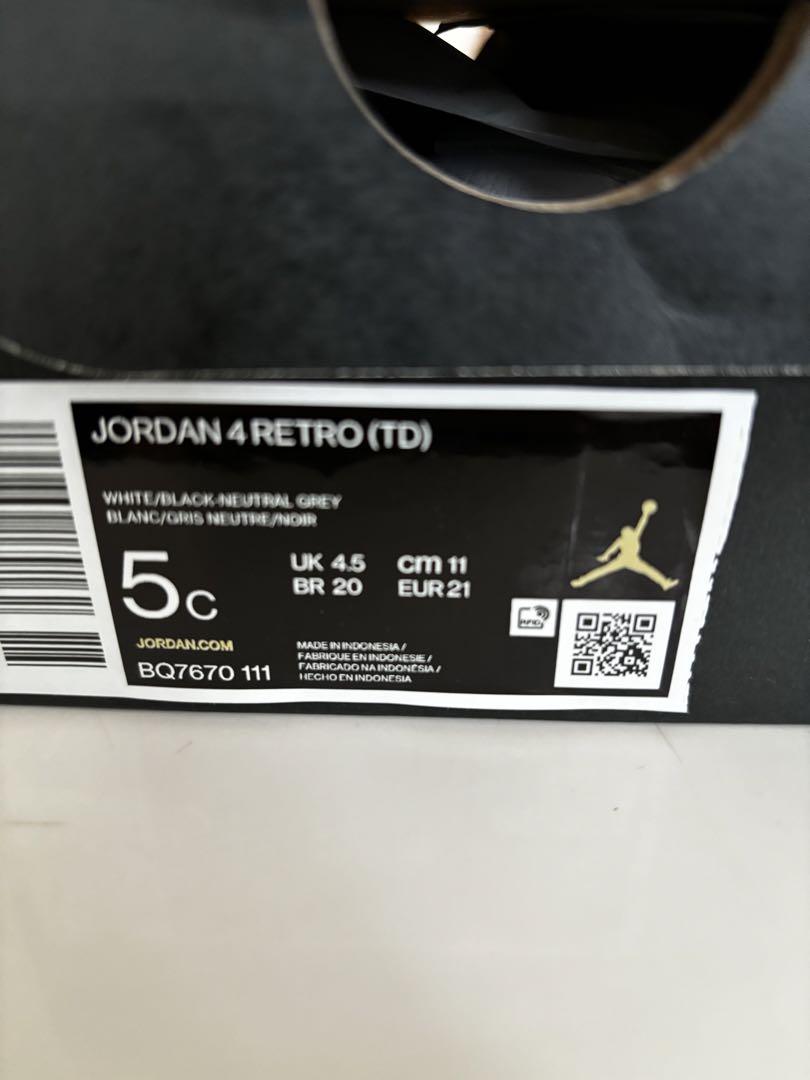 JORDAN 4 RETRO (TD)
WHITE/BLACK-NEUTRAL GREY
BLANC/GRIS NEUTRE/NOIR
5C
UK 4.5 cm 11
BR 20 EUR 21
RFID
JORDAN.COM
BQ7670 111
MADE IN INDONESIA /
FABRIQUE EN INDONESIE /
FABRICADO NA INDONÉSIA /
HECHO EN INDONESIA